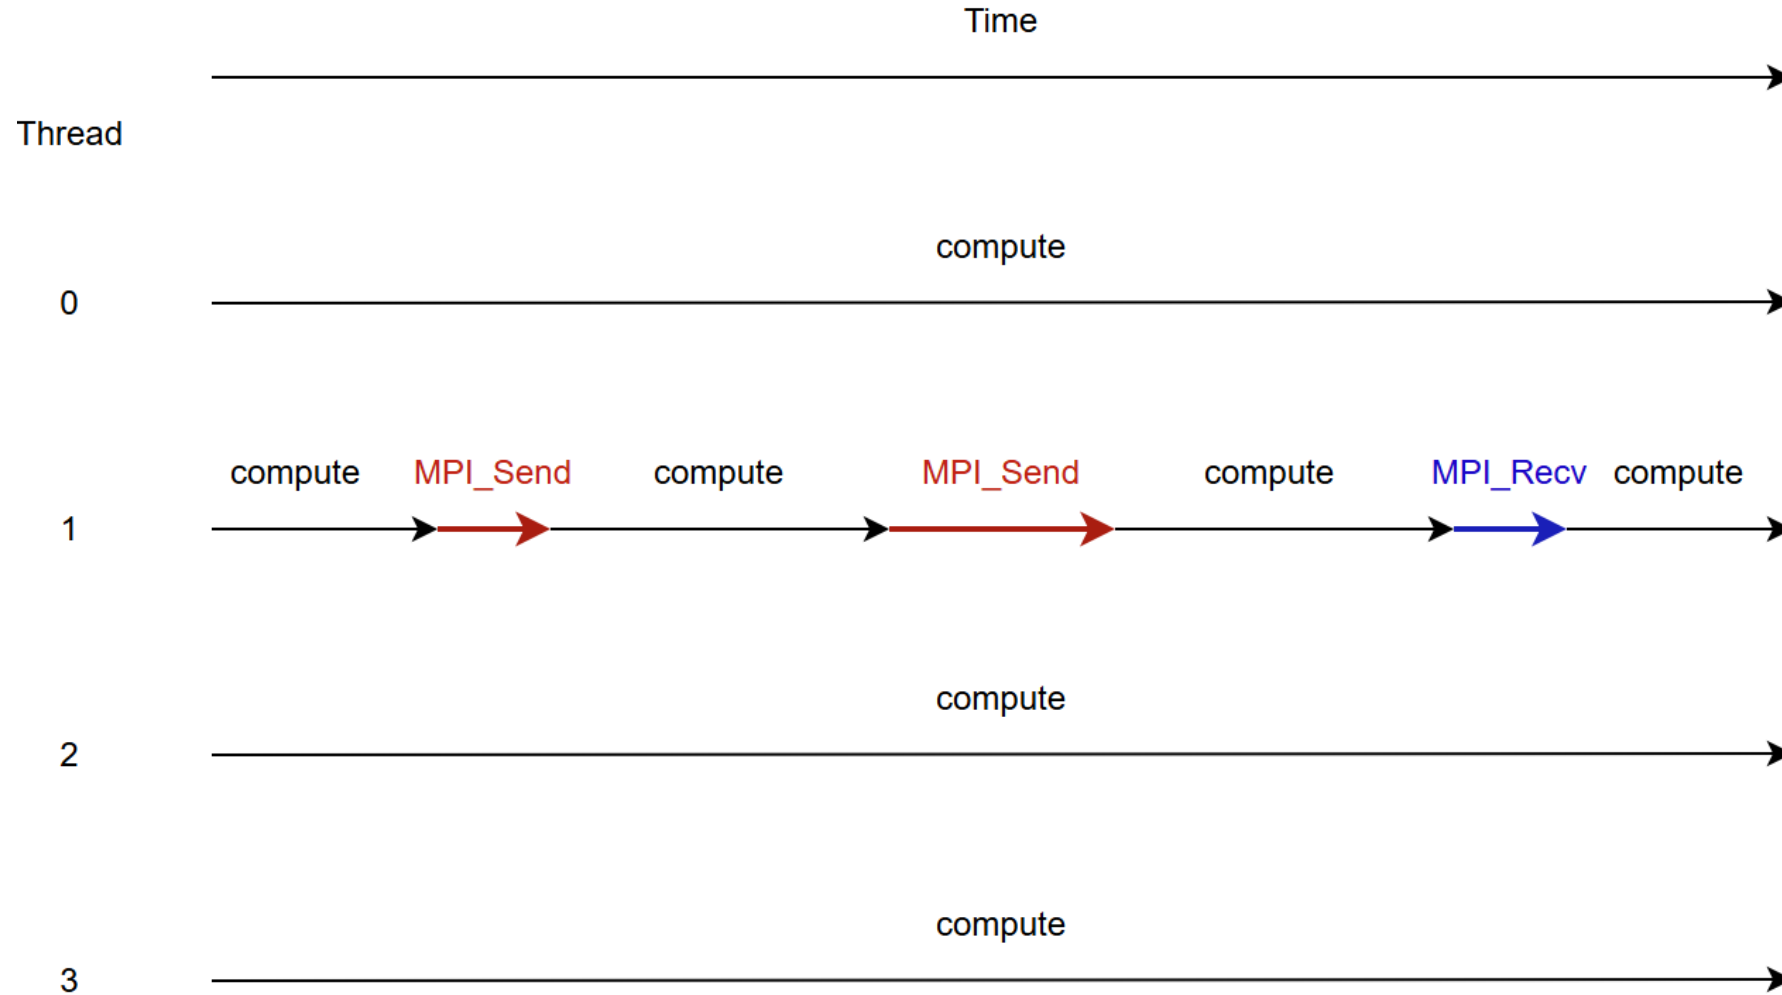 Time
Thread
compute
0
compute MPI_Send compute MPI_Send compute MPI_Recv compute
1
compute
2
compute
3